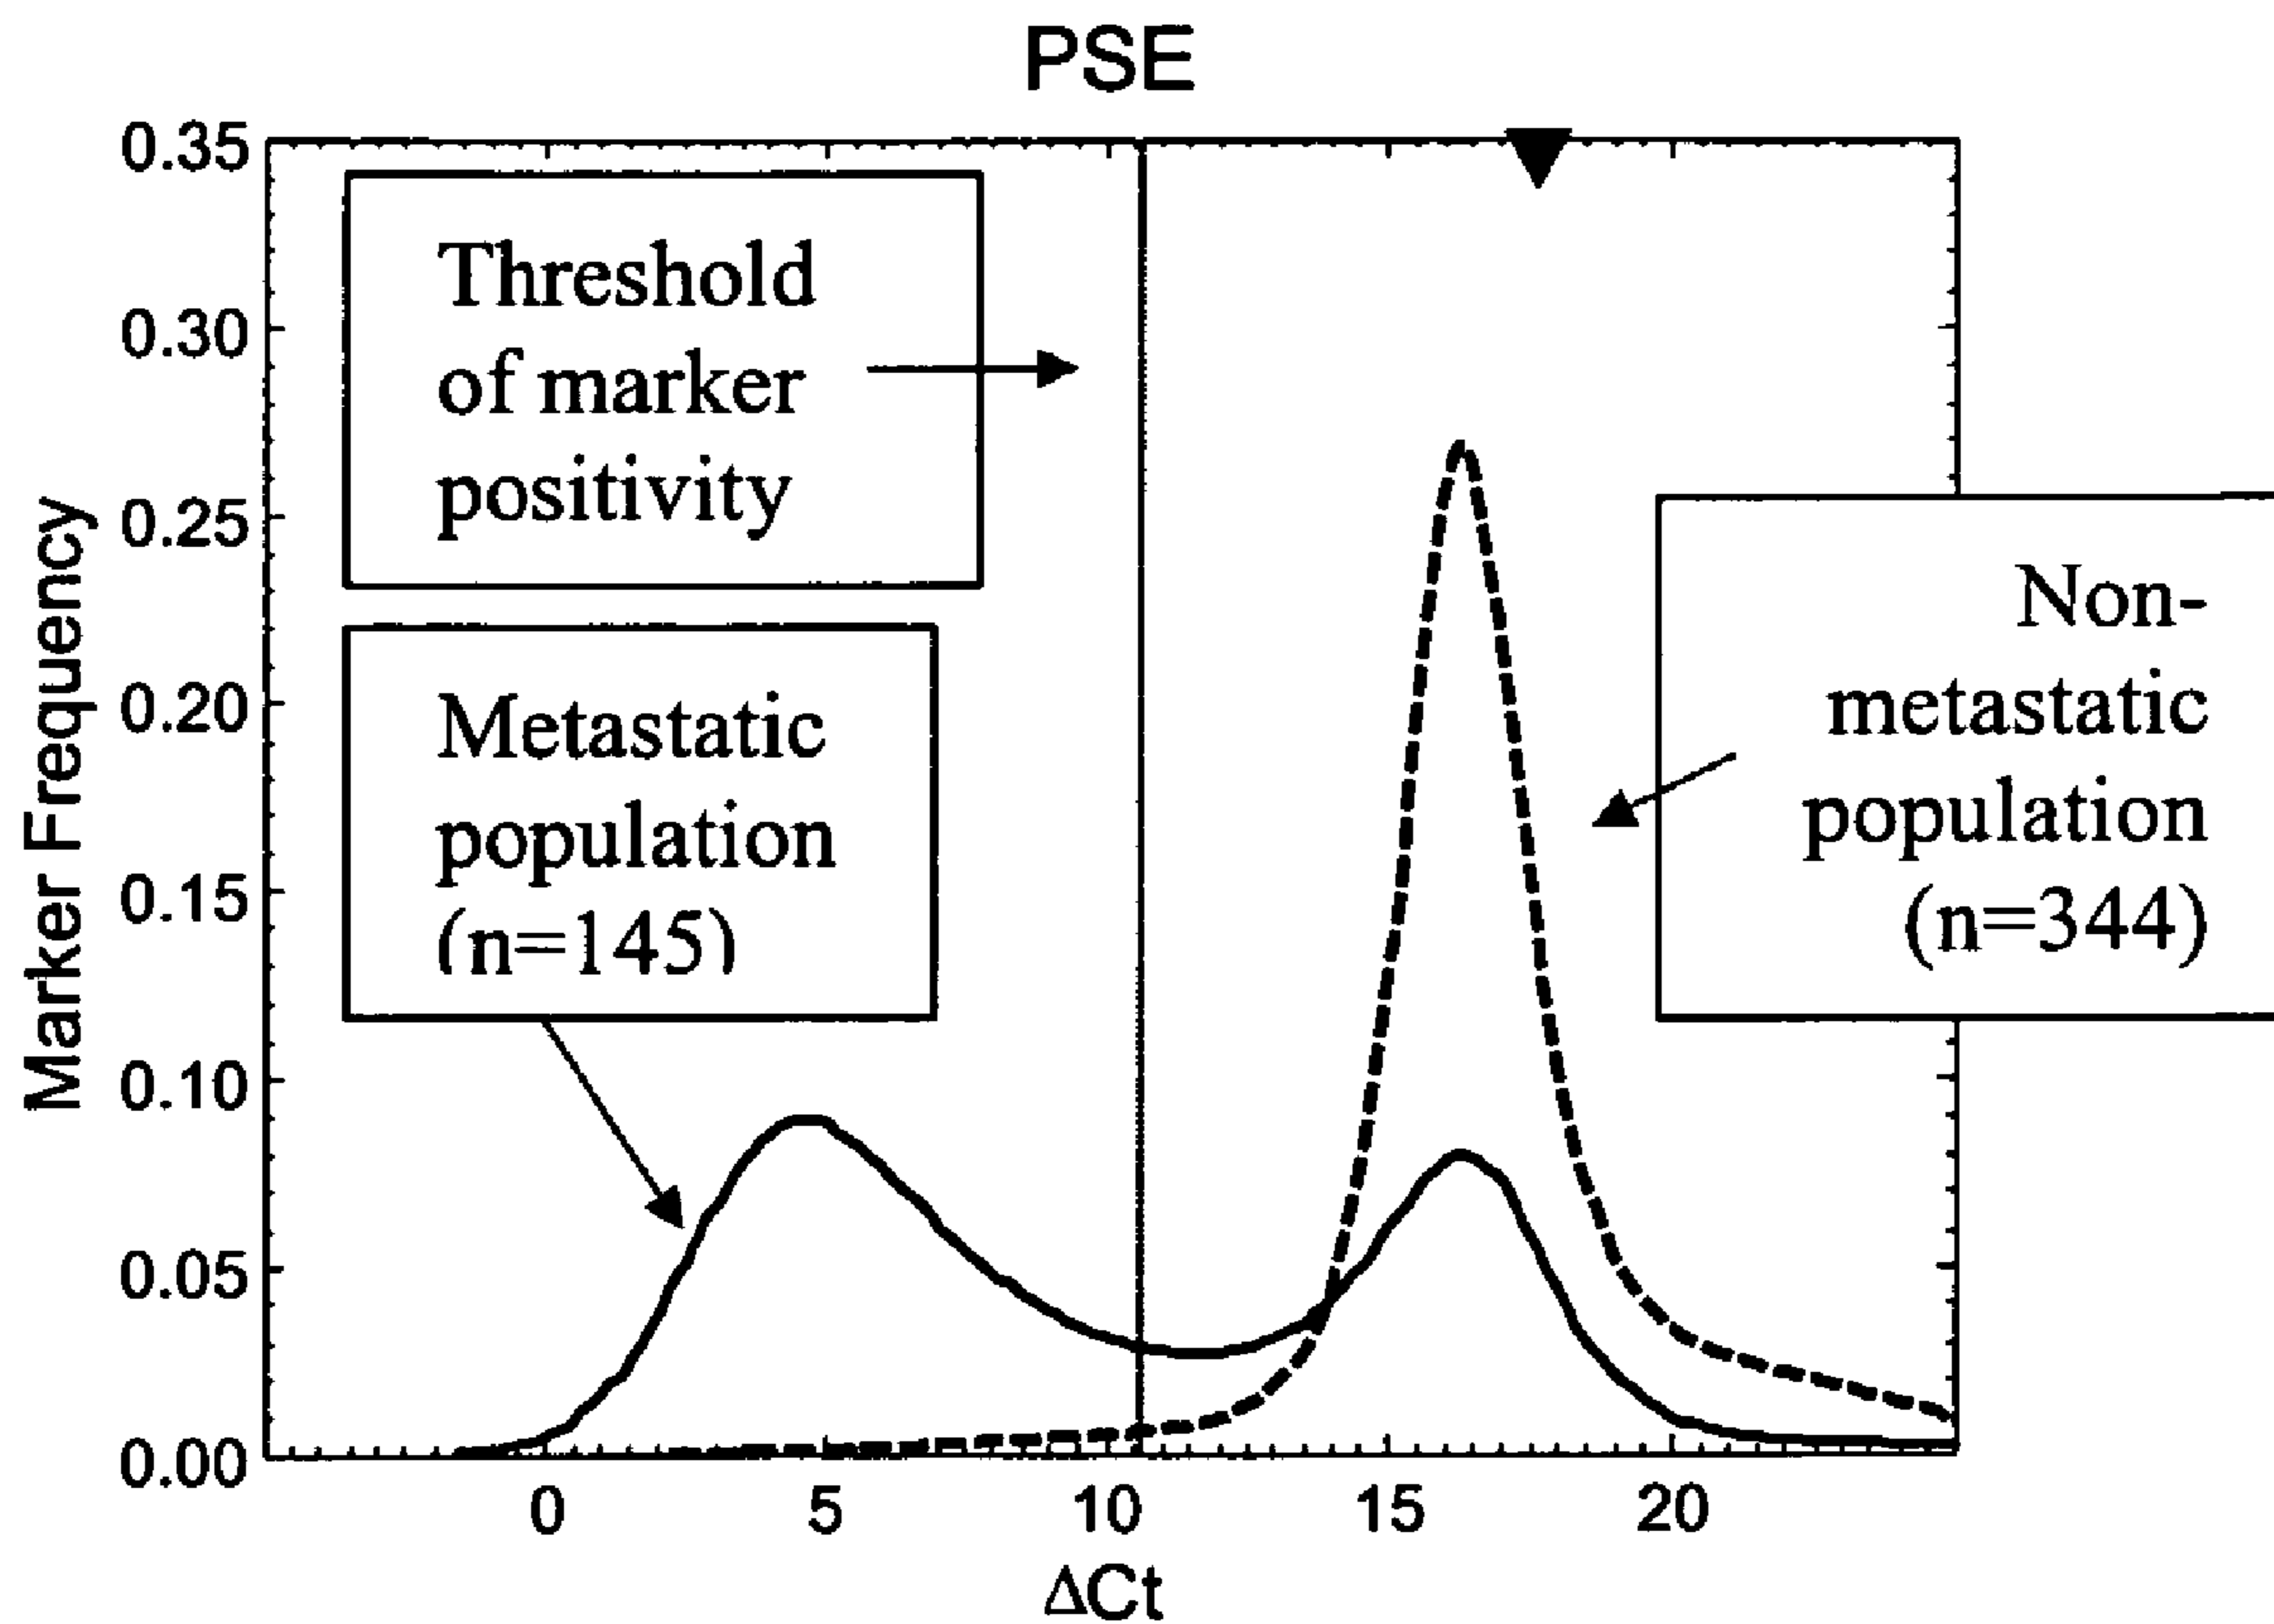 PSE
0.35
0.30
0.25
0.20
0.15
0.10
0.05
0.00
Marker Frequency
Threshold
of marker
positivity
Metastatic
population
(n=145)
Non-
metastatic
population
(n=344)
0 5 10 15 20
ΔCt